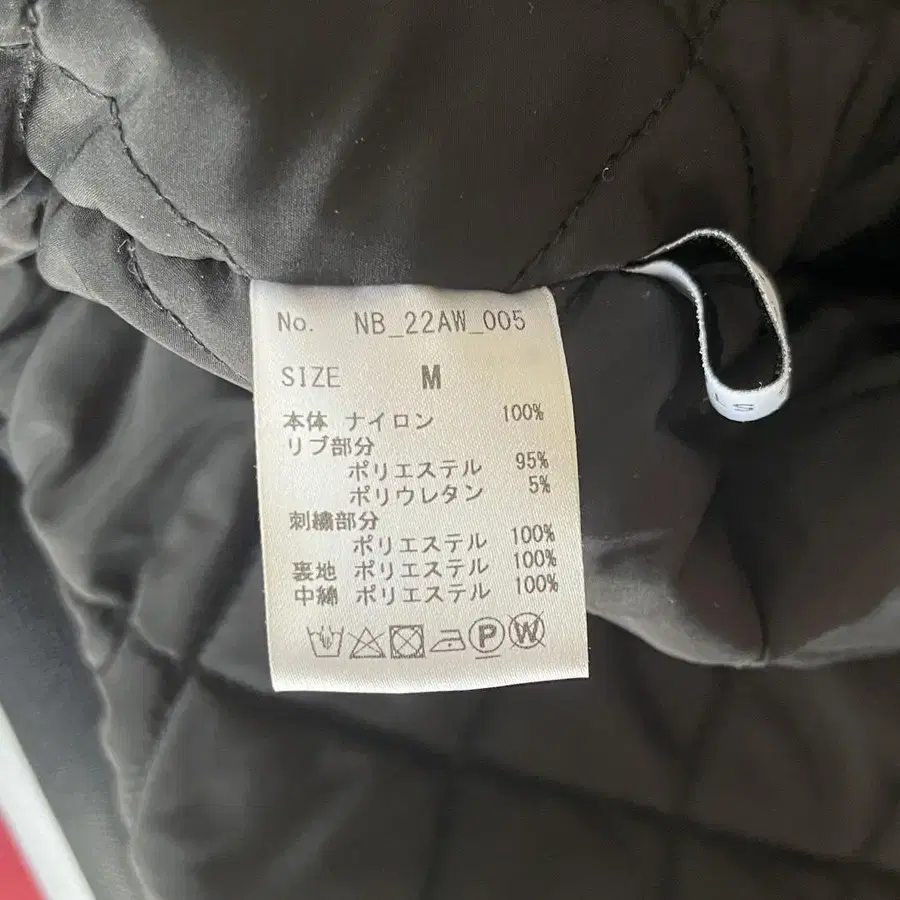 No. NB_22AW_005
SIZE M
本体 ナイロン 100%
リブ部分
ポリエステル 95%
ポリウレタン 5%
刺繍部分
ポリエステル 100%
裏地 ポリエステル 100%
中綿 ポリエステル 100%
P W
LS